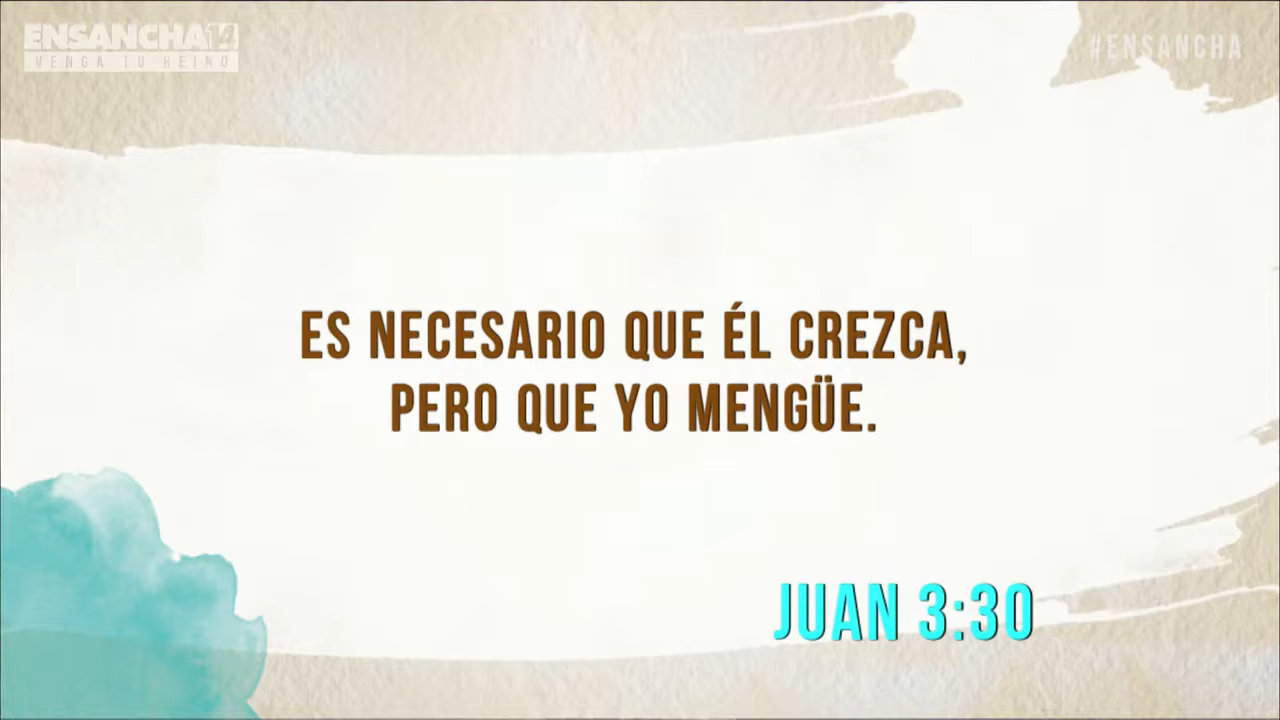 ENSANCHA14
VENGA TU REINO
#ENSANCHA
ES NECESARIO QUE ÉL CREZCA,
PERO QUE YO MENGÜE.
JUAN 3:30